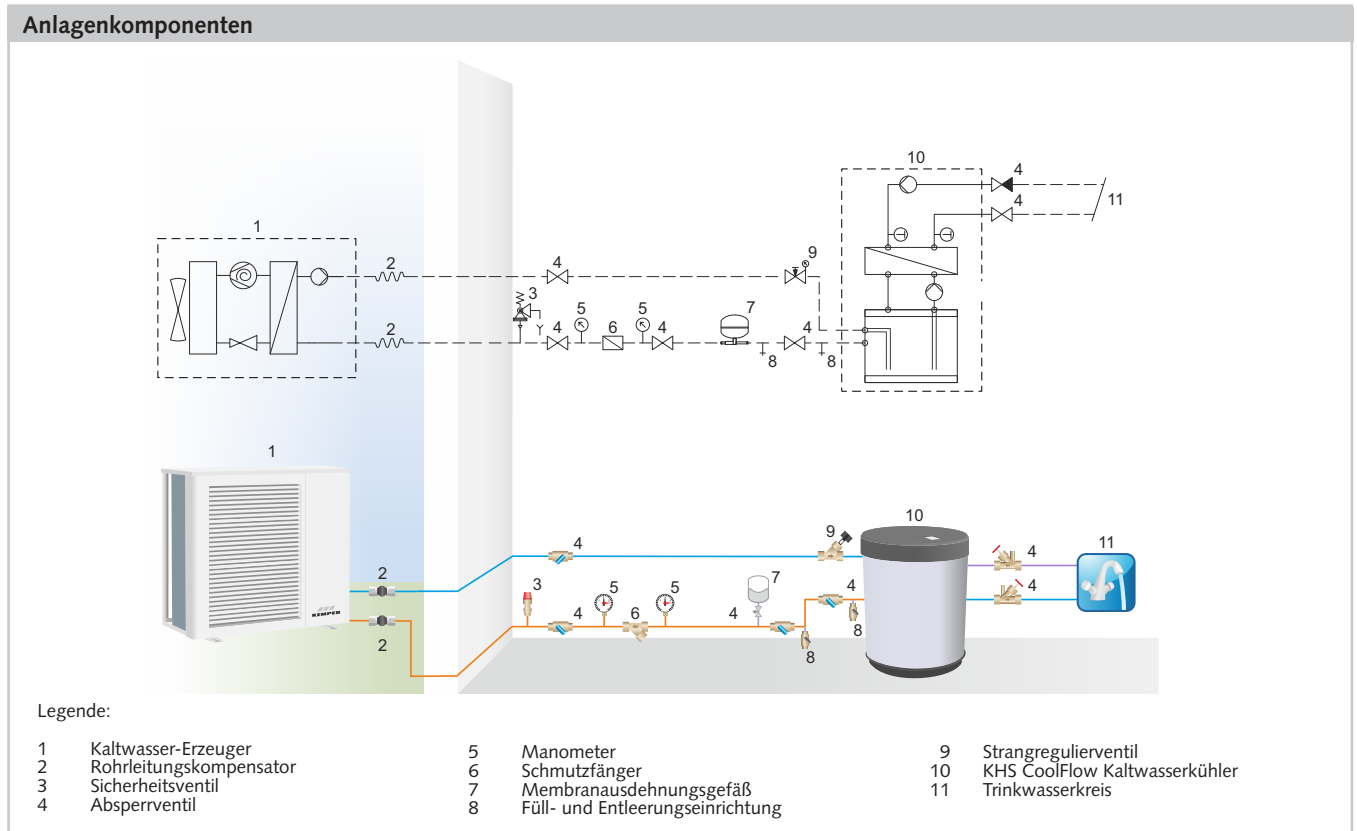 Anlagenkomponenten
10
4
11
1
4
2
4
9
3
5
5
7
2
4
6
4
4
8
8
1
10
9
4
4
11
2
7
3
5
5
4
4
4
6
4
8
KEMPER
2
8
Legende:
1 Kaltwasser-Erzeuger
2 Rohrleitungskompensator
3 Sicherheitsventil
4 Absperrventil
5 Manometer
6 Schmutzfänger
7 Membranausdehnungsgefäß
8 Füll- und Entleerungseinrichtung
9 Strangregulierventil
10 KHS CoolFlow Kaltwasserkühler
11 Trinkwasserkreis